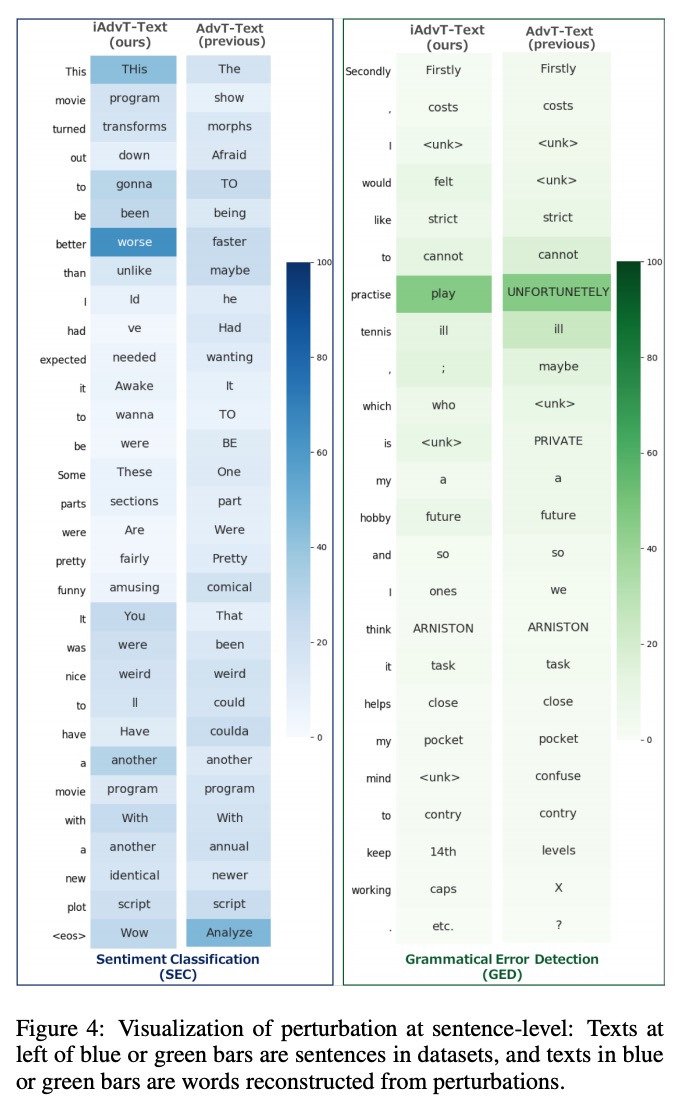 iAdvT-Text
(ours)
AdvT-Text
(previous)
This THis The
movie program show
turned transforms morphs
out down Afraid
to gonna TO
be been being
better worse faster
than unlike maybe
I Id he
had ve Had
expected needed wanting
it Awake It
to wanna TO
be were BE
Some These One
parts sections part
were Are Were
pretty fairly Pretty
funny amusing comical
It You That
was were been
nice weird weird
to ll could
have Have coulda
a another another
movie program program
with With With
a another annual
new identical newer
plot script script
<eos> Wow Analyze
100
80
60
40
20
0
Sentiment Classification
(SEC)
iAdvT-Text
(ours)
AdvT-Text
(previous)
Secondly Firstly Firstly
, costs costs
I <unk> <unk>
would felt <unk>
like strict strict
to cannot cannot
practise play UNFORTUNETELY
tennis ill ill
, ; maybe
which who <unk>
is <unk> PRIVATE
my a a
hobby future future
and so so
I ones we
think ARNISTON ARNISTON
it task task
helps close close
my pocket pocket
mind <unk> confuse
to contry contry
keep 14th levels
working caps X
. etc. ?
100
80
60
40
20
0
Grammatical Error Detection
(GED)
Figure 4: Visualization of perturbation at sentence-level: Texts at
left of blue or green bars are sentences in datasets, and texts in blue
or green bars are words reconstructed from perturbations.